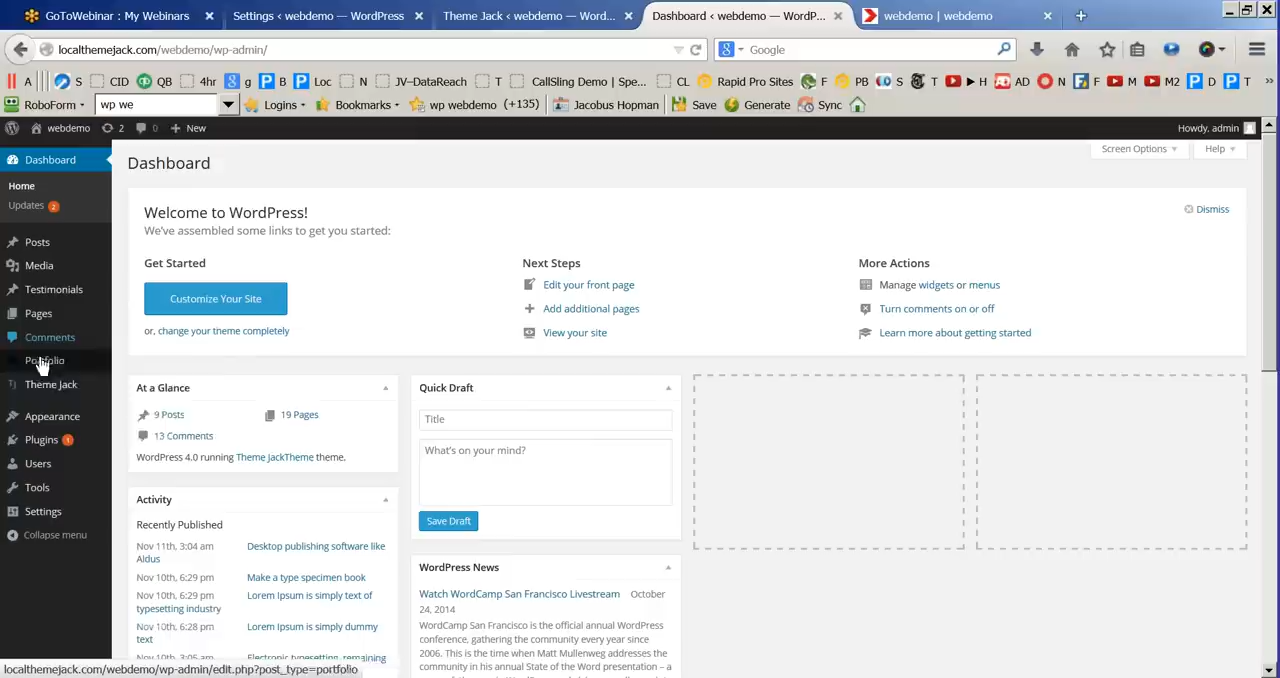 GoToWebinar : My Webinars
Settings < webdemo — WordPress
Theme Jack < webdemo — Word...
Dashboard < webdemo — WordP...
webdemo | webdemo
localthemejack.com/webdemo/wp-admin/
Google
A S CID QB 4hr g B Loc N JV--DataReach T CallSling Demo | Spe... CL Rapid Pro Sites F PB S T H AD F M M2 D T
RoboForm wp we Logins Bookmarks wp webdemo (+135) Jacobus Hopman Save Generate Sync
webdemo 2 0 New Howdy, admin
Dashboard
Home
Updates 2
Posts
Media
Testimonials
Pages
Comments
Portfolio
Theme Jack
Appearance
Plugins 1
Users
Tools
Settings
Collapse menu
Dashboard
Screen Options
Help
Welcome to WordPress!
We've assembled some links to get you started:
Dismiss
Get Started
Customize Your Site
or, change your theme completely
Next Steps
Edit your front page
Add additional pages
View your site
More Actions
Manage widgets or menus
Turn comments on or off
Learn more about getting started
At a Glance
9 Posts
19 Pages
13 Comments
WordPress 4.0 running Theme JackTheme theme.
Activity
Recently Published
Nov 11th, 3:04 am Desktop publishing software like
Aldus
Nov 10th, 6:29 pm Make a type specimen book
Nov 10th, 6:29 pm Lorem Ipsum is simply text of
typesetting industry
Nov 10th, 6:28 pm Lorem Ipsum is simply dummy
text
Nov 10th, 3:05 am Electronic typesetting, remaining
Quick Draft
Title
What's on your mind?
Save Draft
WordPress News
Watch WordCamp San Francisco Livestream October
24, 2014
WordCamp San Francisco is the official annual WordPress
conference, gathering the community every year since
2006. This is the time when Matt Mullenweg addresses the
community in his annual State of the Word presentation – a
localthemejack.com/webdemo/wp-admin/edit.php?post_type=portfolio